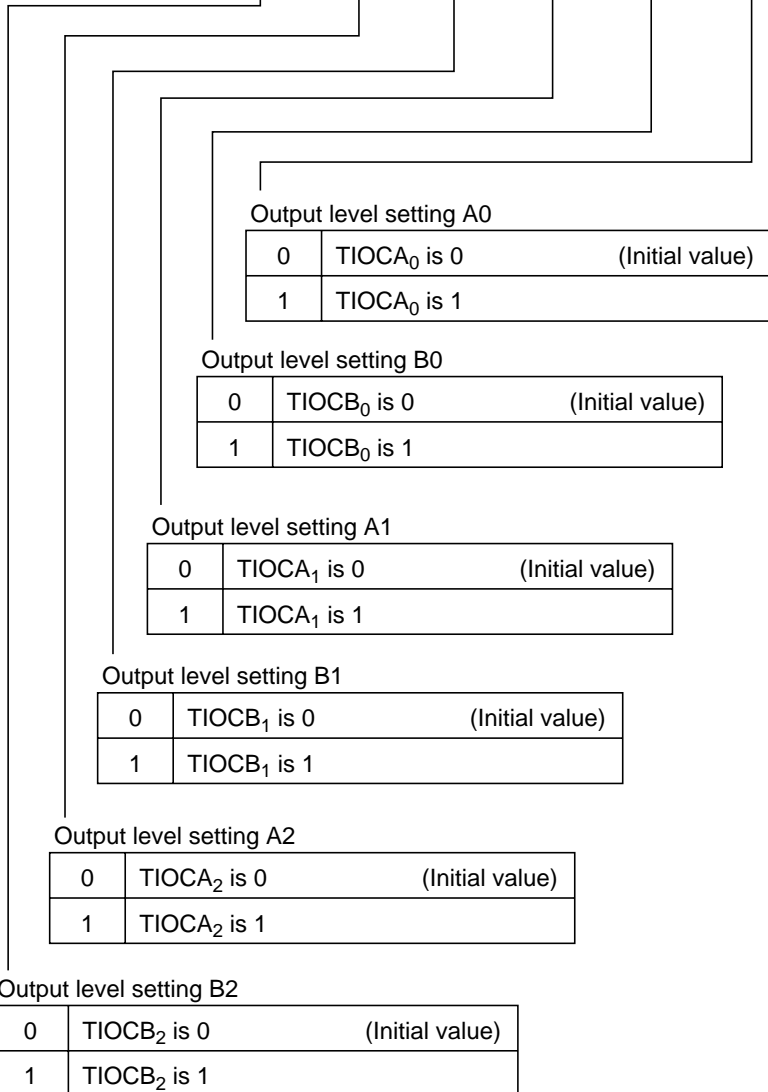 Output level setting A0
0 TIOCA₀ is 0 (Initial value)
1 TIOCA₀ is 1
Output level setting B0
0 TIOCB₀ is 0 (Initial value)
1 TIOCB₀ is 1
Output level setting A1
0 TIOCA₁ is 0 (Initial value)
1 TIOCA₁ is 1
Output level setting B1
0 TIOCB₁ is 0 (Initial value)
1 TIOCB₁ is 1
Output level setting A2
0 TIOCA₂ is 0 (Initial value)
1 TIOCA₂ is 1
Output level setting B2
0 TIOCB₂ is 0 (Initial value)
1 TIOCB₂ is 1